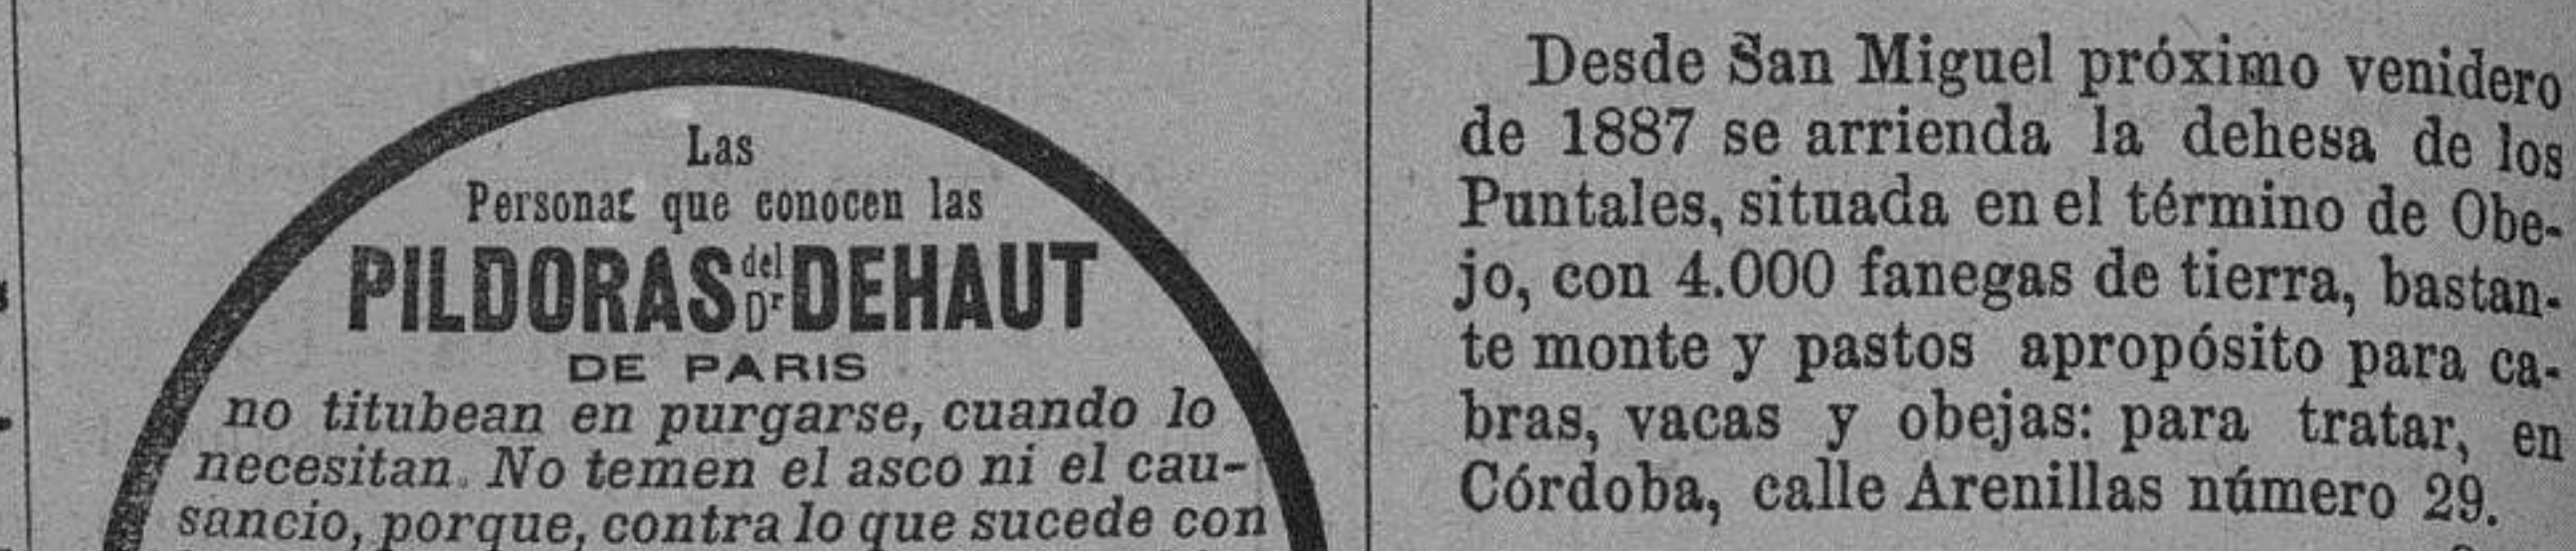 Las
Personas que conocen las
PILDORAS del Dr DEHAUT
DE PARIS
no titubean en purgarse, cuando lo
necesitan. No temen el asco ni el cau-
sancio, porque, contra lo que sucede con
Desde San Miguel próximo venidero
de 1887 se arrienda la dehesa de los
Puntales, situada en el término de Obe-
jo, con 4.000 fanegas de tierra, bastan-
te monte y pastos apropósito para ca-
bras, vacas y obejas: para tratar, en
Córdoba, calle Arenillas número 29.